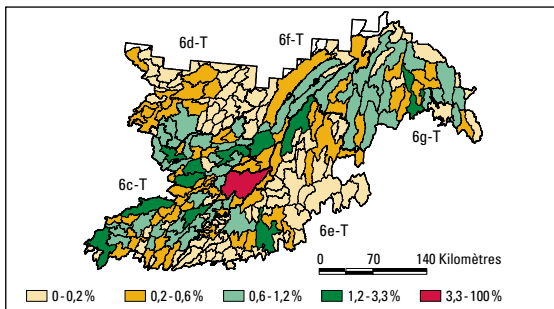 6d-T
6f-T
6g-T
6c-T
6e-T
0 70 140 Kilomètres
0-0,2% 0,2-0,6% 0,6-1,2% 1,2-3,3% 3,3-100%